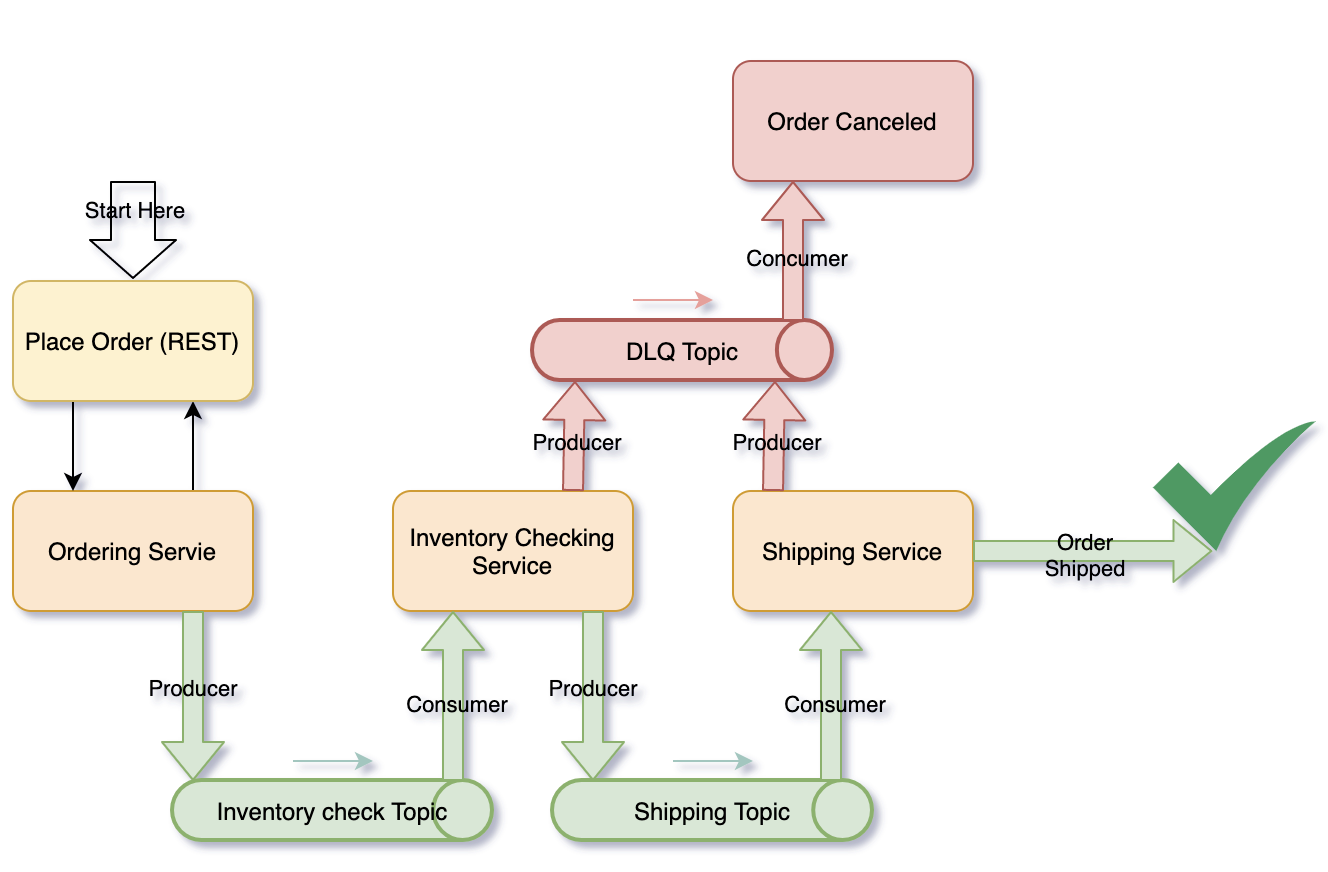 Order Canceled
Start Here
Concumer
Place Order (REST)
DLQ Topic
Producer
Producer
Ordering Servie
Inventory Checking
Service
Shipping Service
Order
Shipped
Producer
Consumer
Producer
Consumer
Inventory check Topic
Shipping Topic